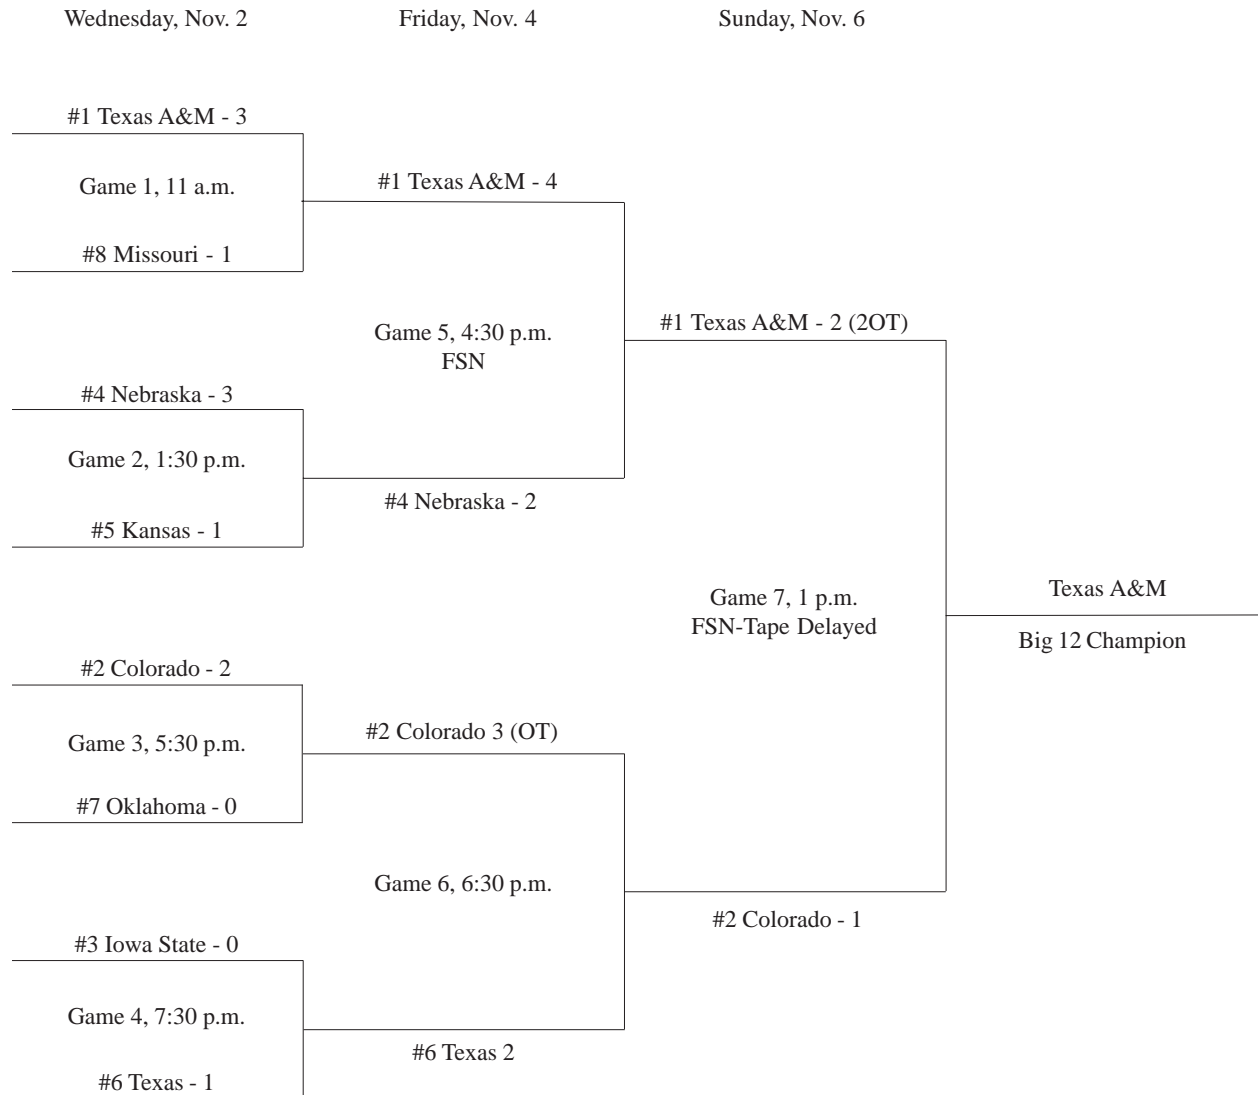 Wednesday, Nov. 2
Friday, Nov. 4
Sunday, Nov. 6
#1 Texas A&M - 3
Game 1, 11 a.m.
#8 Missouri - 1
#4 Nebraska - 3
Game 2, 1:30 p.m.
#5 Kansas - 1
#2 Colorado - 2
Game 3, 5:30 p.m.
#7 Oklahoma - 0
#3 Iowa State - 0
Game 4, 7:30 p.m.
#6 Texas - 1
#1 Texas A&M - 4
Game 5, 4:30 p.m.
FSN
#4 Nebraska - 2
#2 Colorado 3 (OT)
Game 6, 6:30 p.m.
#6 Texas 2
#1 Texas A&M - 2 (2OT)
Game 7, 1 p.m.
FSN-Tape Delayed
#2 Colorado - 1
Texas A&M
Big 12 Champion